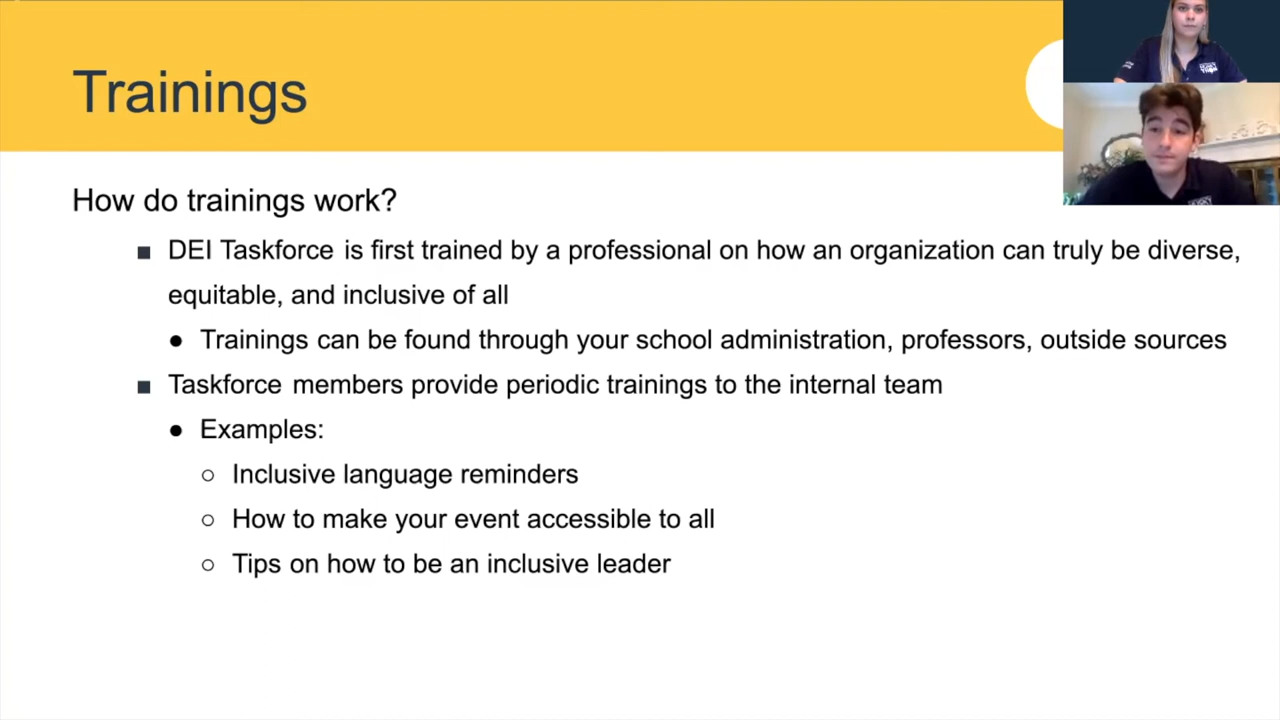 Trainings
How do trainings work?
■ DEI Taskforce is first trained by a professional on how an organization can truly be diverse,
equitable, and inclusive of all
● Trainings can be found through your school administration, professors, outside sources
■ Taskforce members provide periodic trainings to the internal team
● Examples:
○ Inclusive language reminders
○ How to make your event accessible to all
○ Tips on how to be an inclusive leader